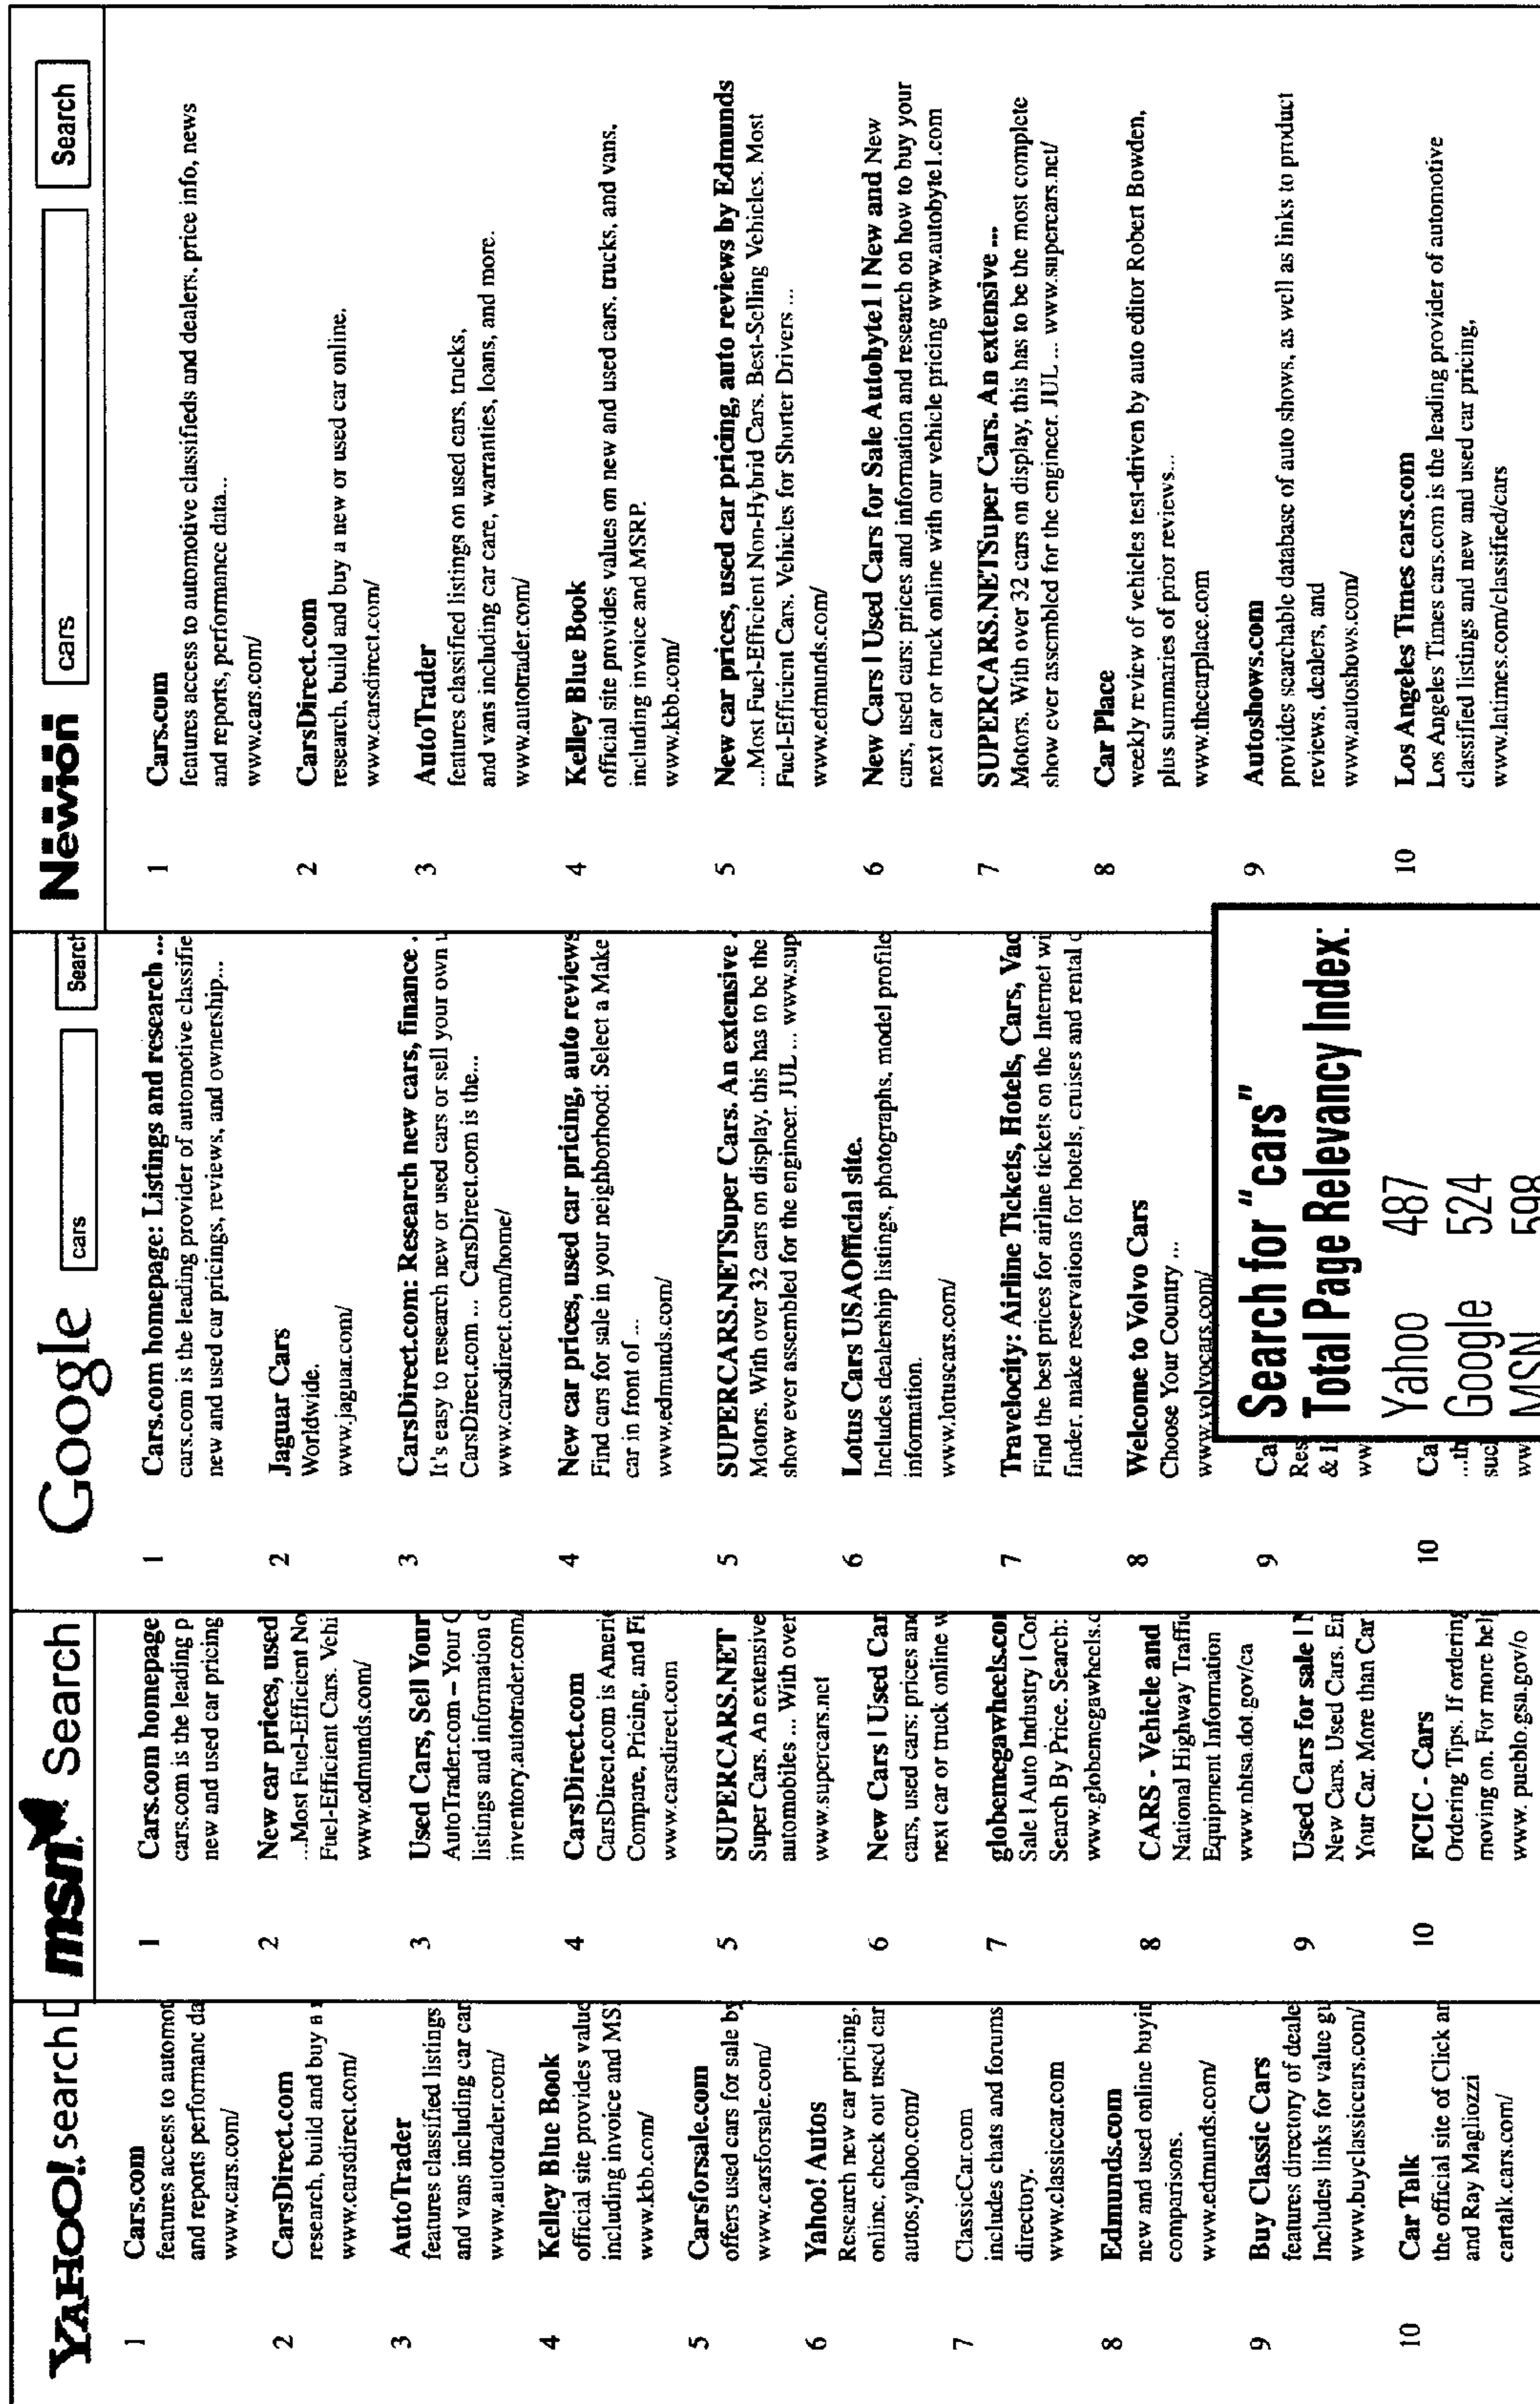 YAHOO! search
1
Cars.com
features access to automot
and reports performanc da
www.cars.com/
2
CarsDirect.com
research, build and buy a
www.carsdirect.com/
3
AutoTrader
features classified listings
and vans including car car
www.autotrader.com/
4
Kelley Blue Book
official site provides valuc
including invoice and MS
www.kbb.com/
5
Carsforsale.com
offers used cars for sale by
www.carsforsale.com/
6
Yahoo! Autos
Research new car pricing,
online, check out used car
autos.yahoo.com/
7
ClassicCar.com
includes chats and forums
directory.
www.classiccar.com
8
Edmunds.com
new and used online buyin
comparisons.
www.edmunds.com/
9
Buy Classic Cars
features directory of deale
Includes links for value gu
www.buyclassiccars.com/
10
Car Talk
the official site of Click an
and Ray Magliozzi
cartalk.cars.com/
msn Search
1
Cars.com homepage
cars.com is the leading p
new and used car pricing
2
New car prices, used
...Most Fuel-Efficient No
Fuel-Efficient Cars. Vehi
www.edmunds.com/
3
Used Cars, Sell Your
AutoTrader.com – Your C
listings and information
inventory.autotrader.com/
4
CarsDirect.com
CarsDirect.com is Americ
Compare, Pricing, and Fi
www.carsdirect.com
5
SUPERCARS.NET
Super Cars. An extensive
automobiles ... With over
www.supercars.net
6
New Cars | Used Car
cars, used cars: prices and
next car or truck online w
7
globemegawheels.com
Sale | Auto Industry | Con
Search By Price. Search:
www.globemegawheels.c
8
CARS - Vehicle and
National Highway Traffic
Equipment Information
www.nhtsa.dot.gov/ca
9
Used Cars for sale | N
New Cars. Used Cars. En
Your Car. More than Car
10
FCIC - Cars
Ordering Tips. If ordering
moving on. For more help
www. pueblo.gsa.gov/o
Google
cars
Search
1
Cars.com homepage: Listings and research ...
cars.com is the leading provider of automotive classifie
new and used car pricings, reviews, and ownership...
2
Jaguar Cars
Worldwide.
www.jaguar.com/
3
CarsDirect.com: Research new cars, finance .
It's easy to research new or used cars or sell your own u
CarsDirect.com ... CarsDirect.com is the...
www.carsdirect.com/home/
4
New car prices, used car pricing, auto reviews
Find cars for sale in your neighborhood: Select a Make
car in front of ...
www.edmunds.com/
5
SUPERCARS.NETSuper Cars. An extensive .
Motors. With over 32 cars on display, this has to be the
show ever assembled for the engineer. JUL ... www.sup
6
Lotus Cars USAOfficial site.
Includes dealership listings, photographs, model profile
information.
www.lotuscars.com/
7
Travelocity: Airline Tickets, Hotels, Cars, Vac
Find the best prices for airline tickets on the Internet wi
finder, make reservations for hotels, cruises and rental c
8
Welcome to Volvo Cars
Choose Your Country ...
www.volvocars.com/
9
Ca
Res
ww
10
Ca
...th
suc
ww
Search for "cars"
Total Page Relevancy Index:
Yahoo 487
Google 524
MSN 598
Newton
cars
Search
1
Cars.com
features access to automotive classifieds and dealers, price info, news
and reports, performance data...
www.cars.com/
2
CarsDirect.com
research, build and buy a new or used car online.
www.carsdirect.com/
3
AutoTrader
features classified listings on used cars, trucks,
and vans including car care, warranties, loans, and more.
www.autotrader.com/
4
Kelley Blue Book
official site provides values on new and used cars, trucks, and vans,
including invoice and MSRP.
www.kbb.com/
5
New car prices, used car pricing, auto reviews by Edmunds
...Most Fuel-Efficient Non-Hybrid Cars. Best-Selling Vehicles. Most
Fuel-Efficient Cars. Vehicles for Shorter Drivers ...
www.edmunds.com/
6
New Cars | Used Cars for Sale Autobytel | New and New
cars, used cars: prices and information and research on how to buy your
next car or truck online with our vehicle pricing www.autobyte1.com
7
SUPERCARS.NETSuper Cars. An extensive ...
Motors. With over 32 cars on display, this has to be the most complete
show ever assembled for the engineer. JUL ... www.supercars.net/
8
Car Place
weekly review of vehicles test-driven by auto editor Robert Bowden,
plus summaries of prior reviews...
www.thecarplace.com
9
Autoshows.com
provides searchable database of auto shows, as well as links to product
reviews, dealers, and
www.autoshows.com/
10
Los Angeles Times cars.com
Los Angeles Times cars.com is the leading provider of automotive
classified listings and new and used car pricing,
www.latimes.com/classified/cars